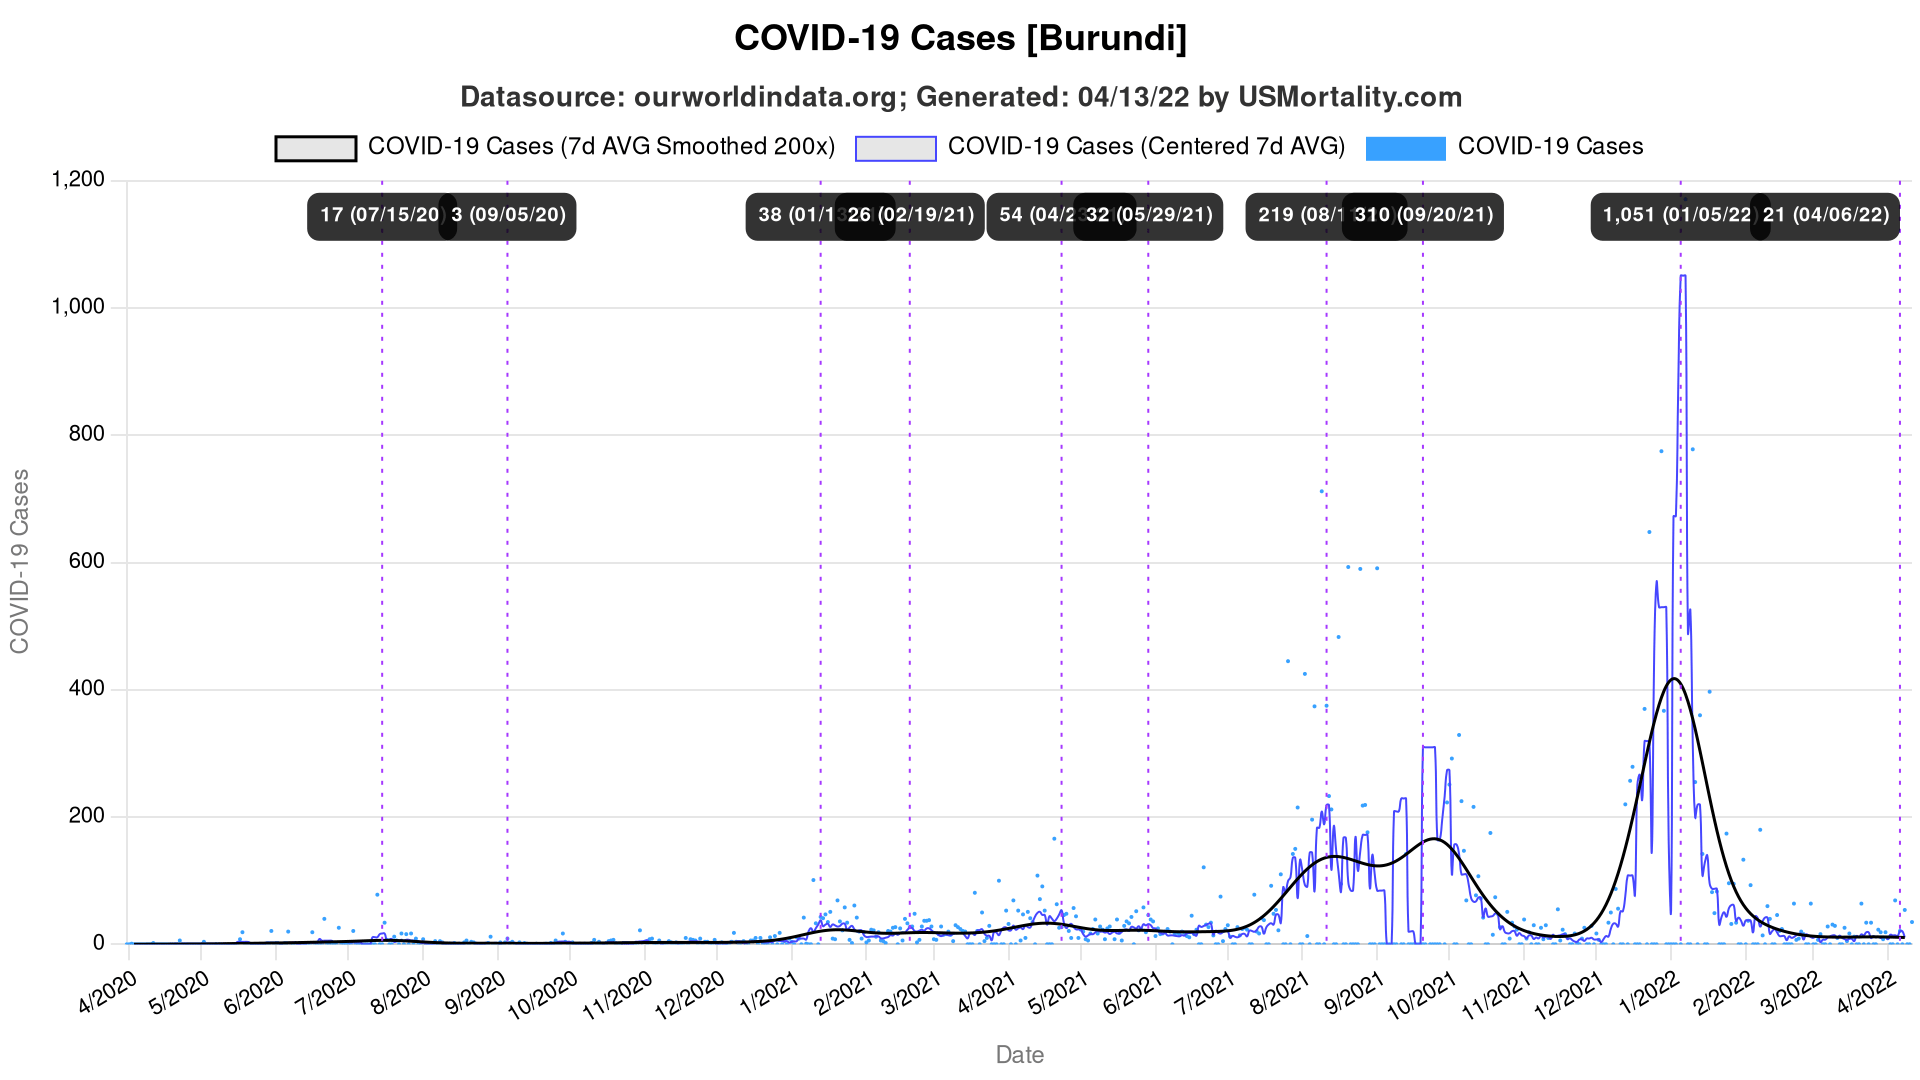 COVID-19 Cases [Burundi]
Datasource: ourworldindata.org; Generated: 04/13/22 by USMortality.com
COVID-19 Cases (7d AVG Smoothed 200x) COVID-19 Cases (Centered 7d AVG) COVID-19 Cases
17 (07/15/20) 3 (09/05/20) 38 (01/1 26 (02/19/21) 54 (04/2 32 (05/29/21) 219 (08/1 310 (09/20/21) 1,051 (01/05/22) 21 (04/06/22)
1,200
1,000
800
600
400
200
0
COVID-19 Cases
4/2020 5/2020 6/2020 7/2020 8/2020 9/2020 10/2020 11/2020 12/2020 1/2021 2/2021 3/2021 4/2021 5/2021 6/2021 7/2021 8/2021 9/2021 10/2021 11/2021 12/2021 1/2022 2/2022 3/2022 4/2022
Date